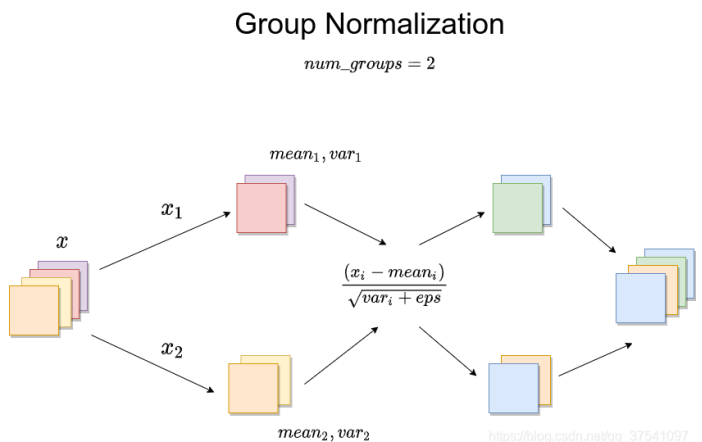 Group Normalization
num_groups = 2
mean₁, var₁
x₁
x
(xᵢ − meanᵢ)
√(varᵢ + eps)
x₂
mean₂, var₂
https://blog.csdn.net/qq_37541097